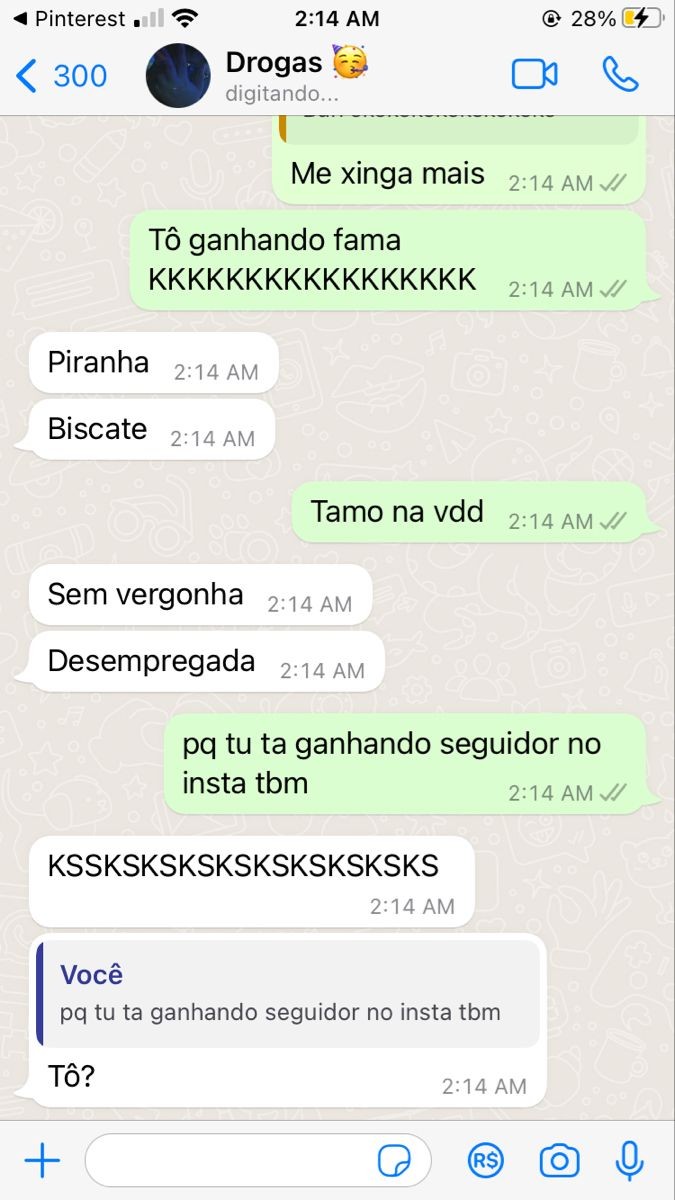 Pinterest
2:14 AM
28%
300
Drogas
digitando...
Me xinga mais 2:14 AM
Tô ganhando fama
KKKKKKKKKKKKKKKKK 2:14 AM
Piranha 2:14 AM
Biscate 2:14 AM
Tamo na vdd 2:14 AM
Sem vergonha 2:14 AM
Desempregada 2:14 AM
pq tu ta ganhando seguidor no
insta tbm 2:14 AM
KSSKSKSKSKSKSKSKSKSKS
2:14 AM
Você
pq tu ta ganhando seguidor no insta tbm
Tô? 2:14 AM
R$